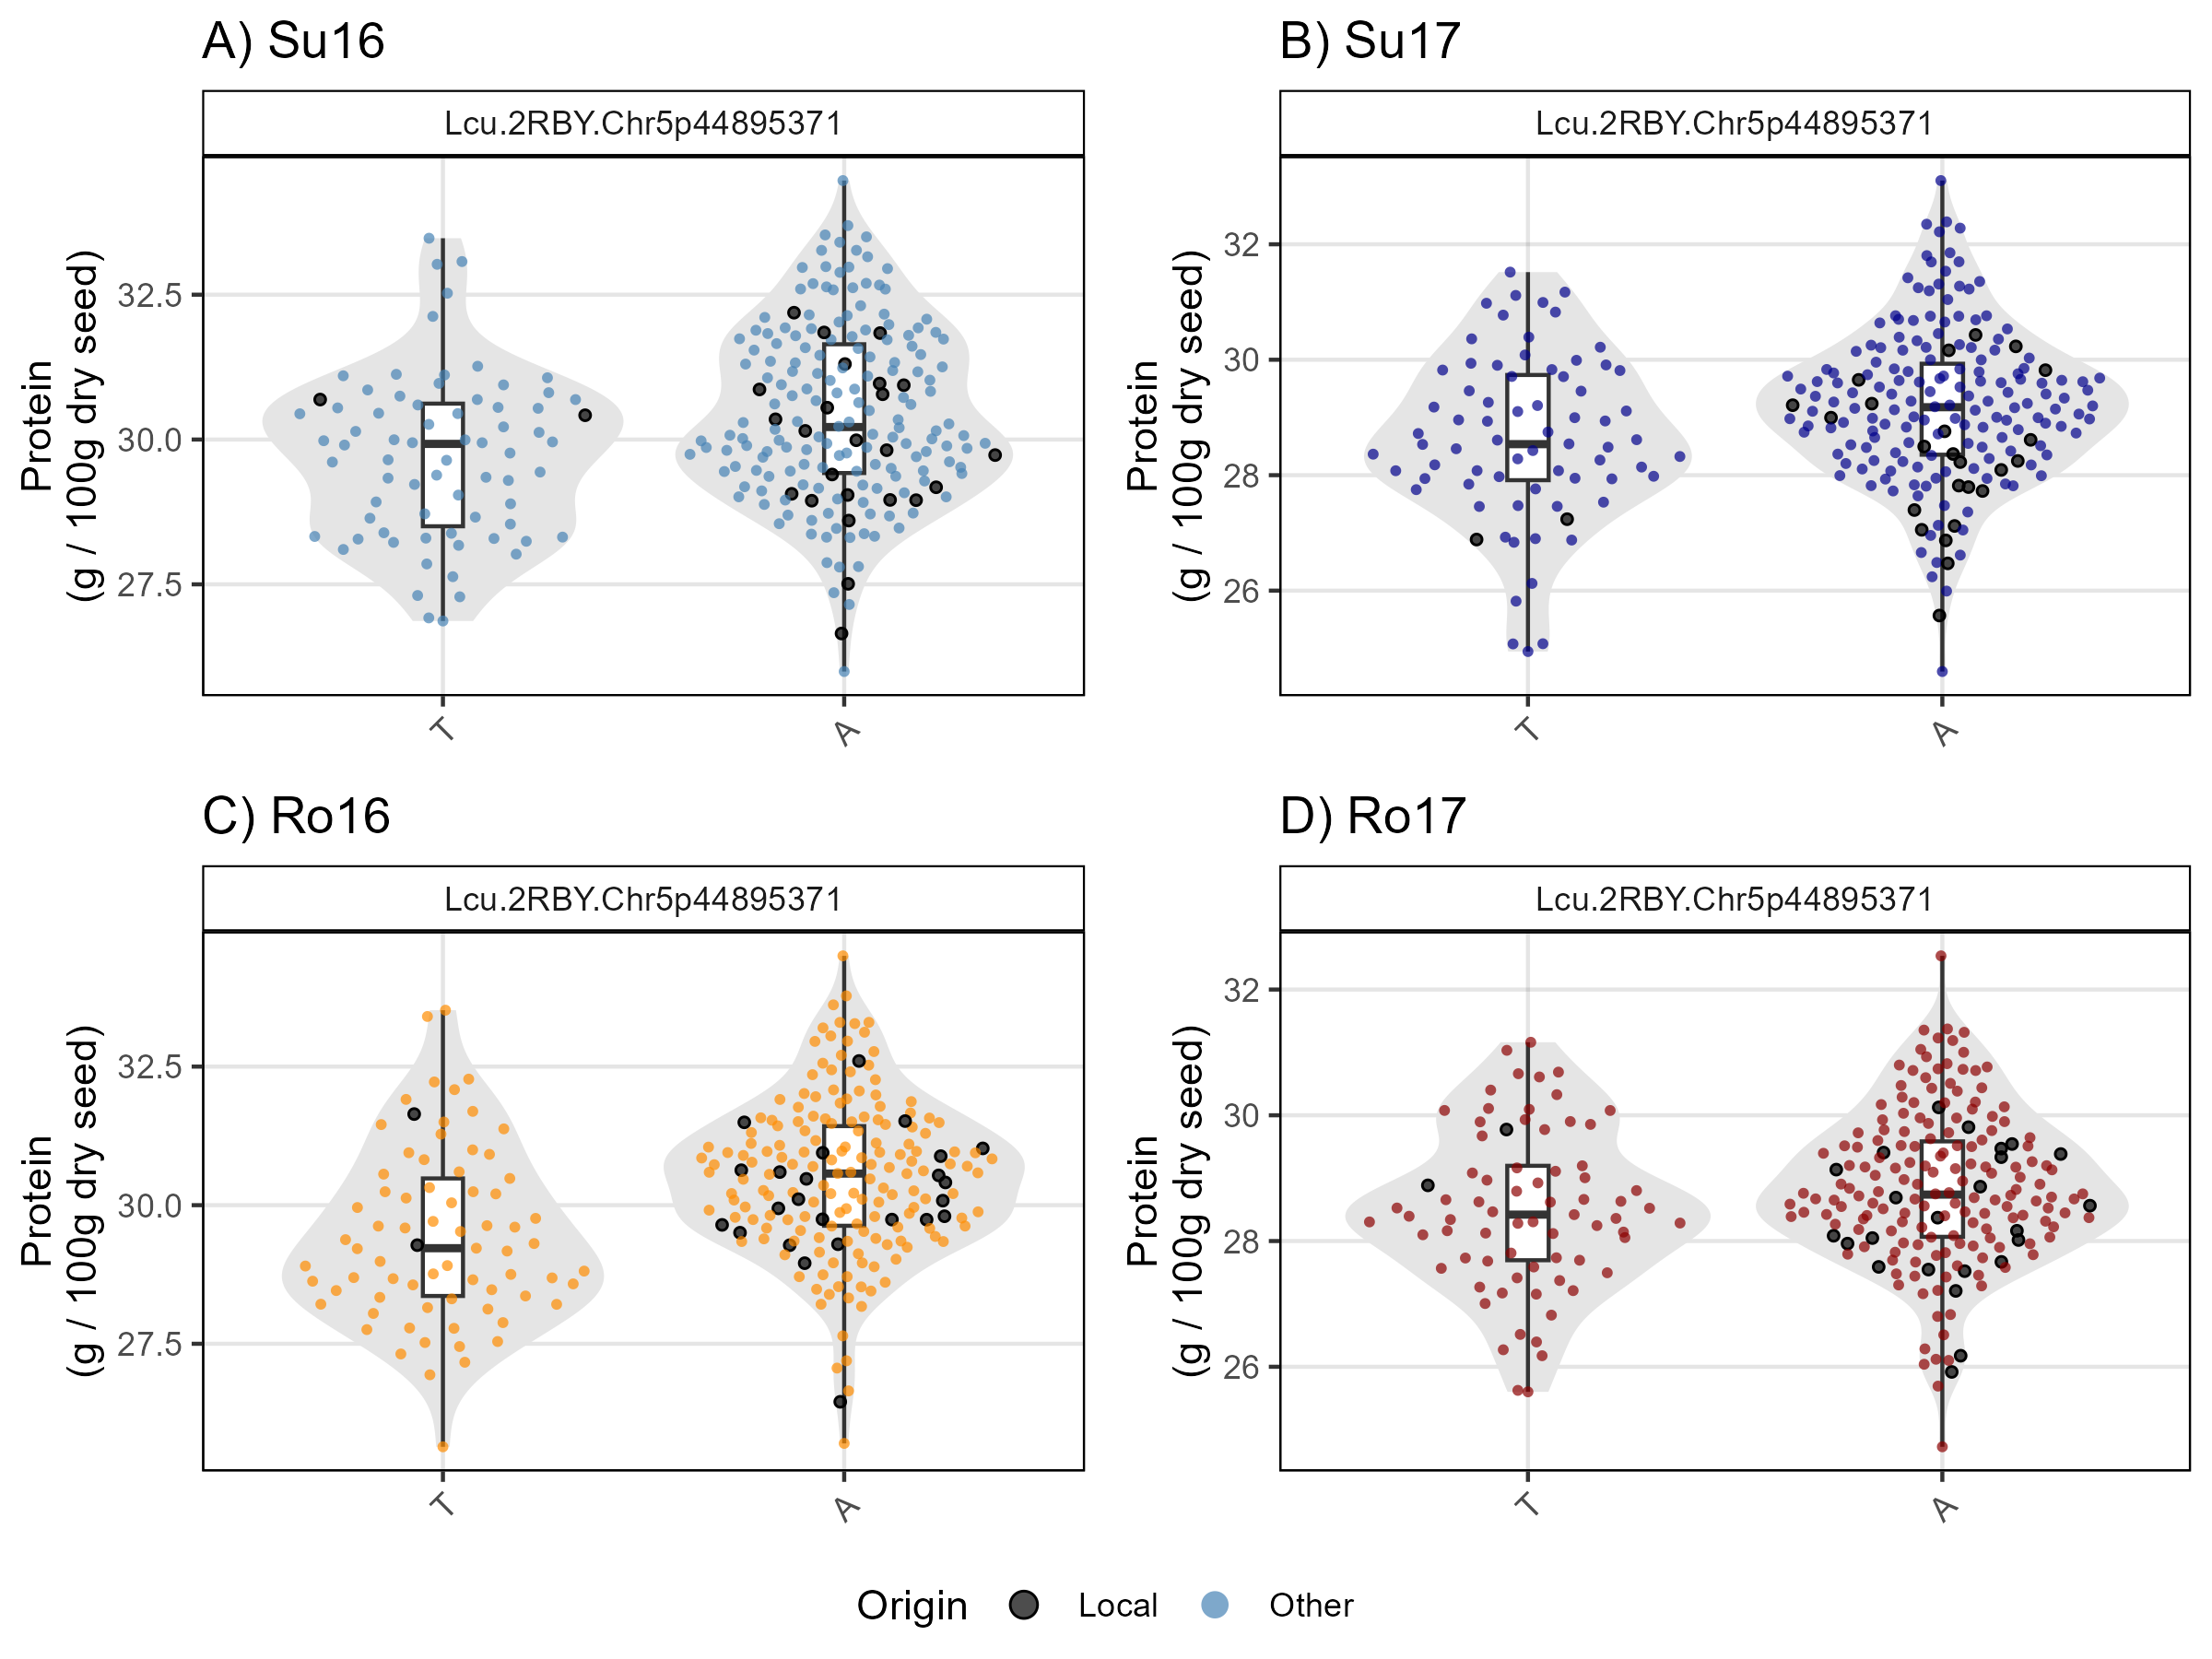 A) Su16
Lcu.2RBY.Chr5p44895371
Protein
(g / 100g dry seed)
32.5
30.0
27.5
T
A
B) Su17
Lcu.2RBY.Chr5p44895371
Protein
(g / 100g dry seed)
32
30
28
26
T
A
C) Ro16
Lcu.2RBY.Chr5p44895371
Protein
(g / 100g dry seed)
32.5
30.0
27.5
T
A
D) Ro17
Lcu.2RBY.Chr5p44895371
Protein
(g / 100g dry seed)
32
30
28
26
T
A
Origin Local Other